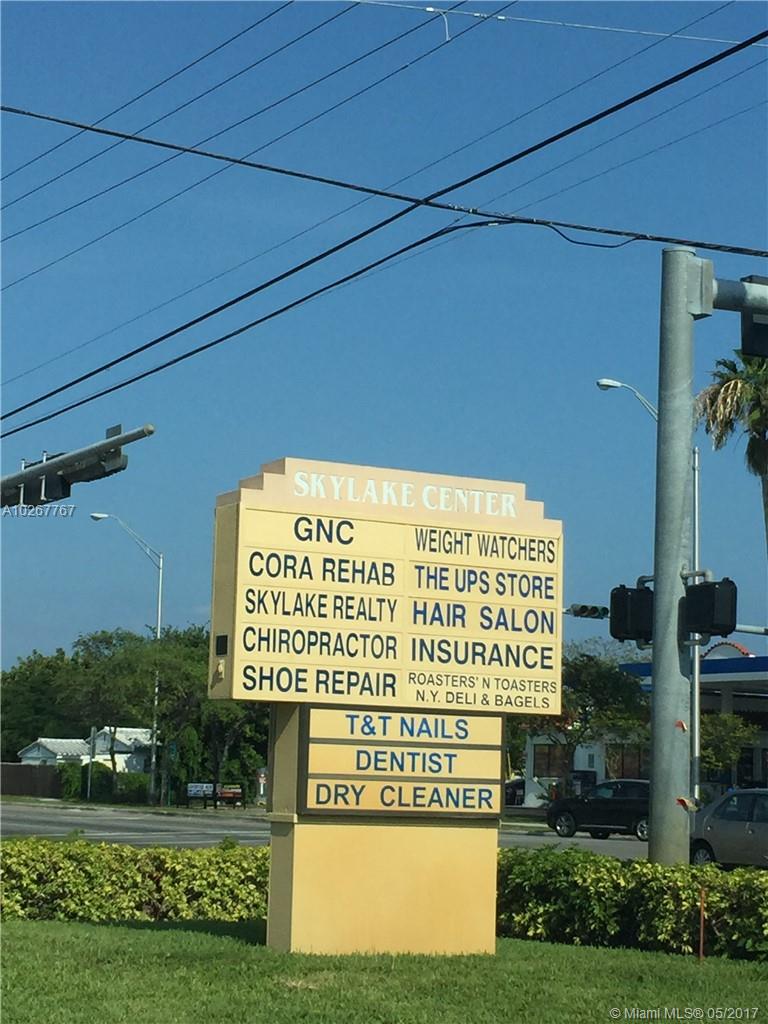 SKYLAKE CENTER
GNC
WEIGHT WATCHERS
CORA REHAB
THE UPS STORE
SKYLAKE REALTY
HAIR SALON
CHIROPRACTOR
INSURANCE
SHOE REPAIR
ROASTERS' N TOASTERS
N.Y. DELI & BAGELS
T&T NAILS
DENTIST
DRY CLEANER
A10267767
© Miami MLS® 05/2017